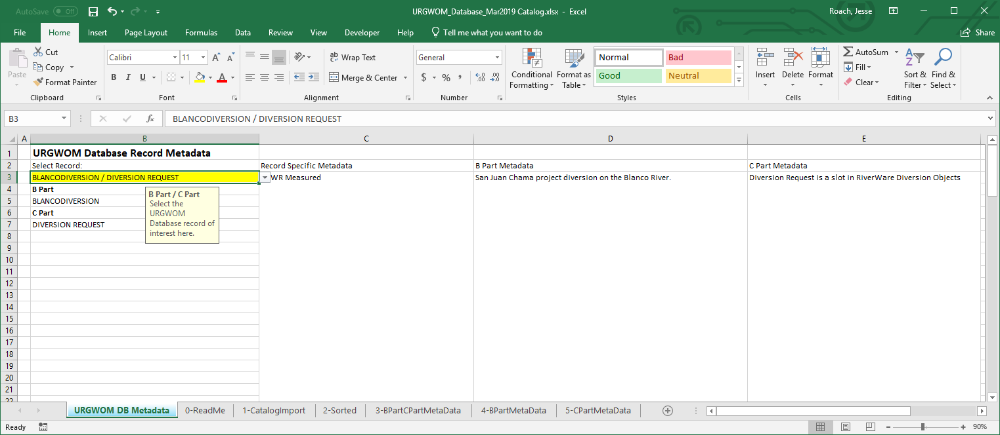 AutoSave Off URGWOM_Database_Mar2019 Catalog.xlsx - Excel Roach, Jesse
File Home Insert Page Layout Formulas Data Review View Developer Help Tell me what you want to do Share
Paste
Cut
Copy
Format Painter
Clipboard
Calibri 11
B I U
Font
Wrap Text
Merge & Center
Alignment
General
$ % ,
Number
Conditional Formatting
Format as Table
Normal Bad
Good Neutral
Styles
Insert Delete Format
Cells
AutoSum
Fill
Clear
Sort & Filter
Find & Select
Editing
B3 fx BLANCODIVERSION / DIVERSION REQUEST
A B C D E
1 URGWOM Database Record Metadata
2 Select Record: Record Specific Metadata B Part Metadata C Part Metadata
3 BLANCODIVERSION / DIVERSION REQUEST WR Measured San Juan Chama project diversion on the Blanco River. Diversion Request is a slot in RiverWare Diversion Objects
4 B Part
5 BLANCODIVERSION
6 C Part
7 DIVERSION REQUEST
B Part / C Part
Select the
URGWOM
Database record of
interest here.
8
9
10
11
12
13
14
15
16
17
18
19
20
21
22
URGWOM DB Metadata 0-ReadMe 1-CatalogImport 2-Sorted 3-BPartCPartMetaData 4-BPartMetaData 5-CPartMetaData
Ready 90%